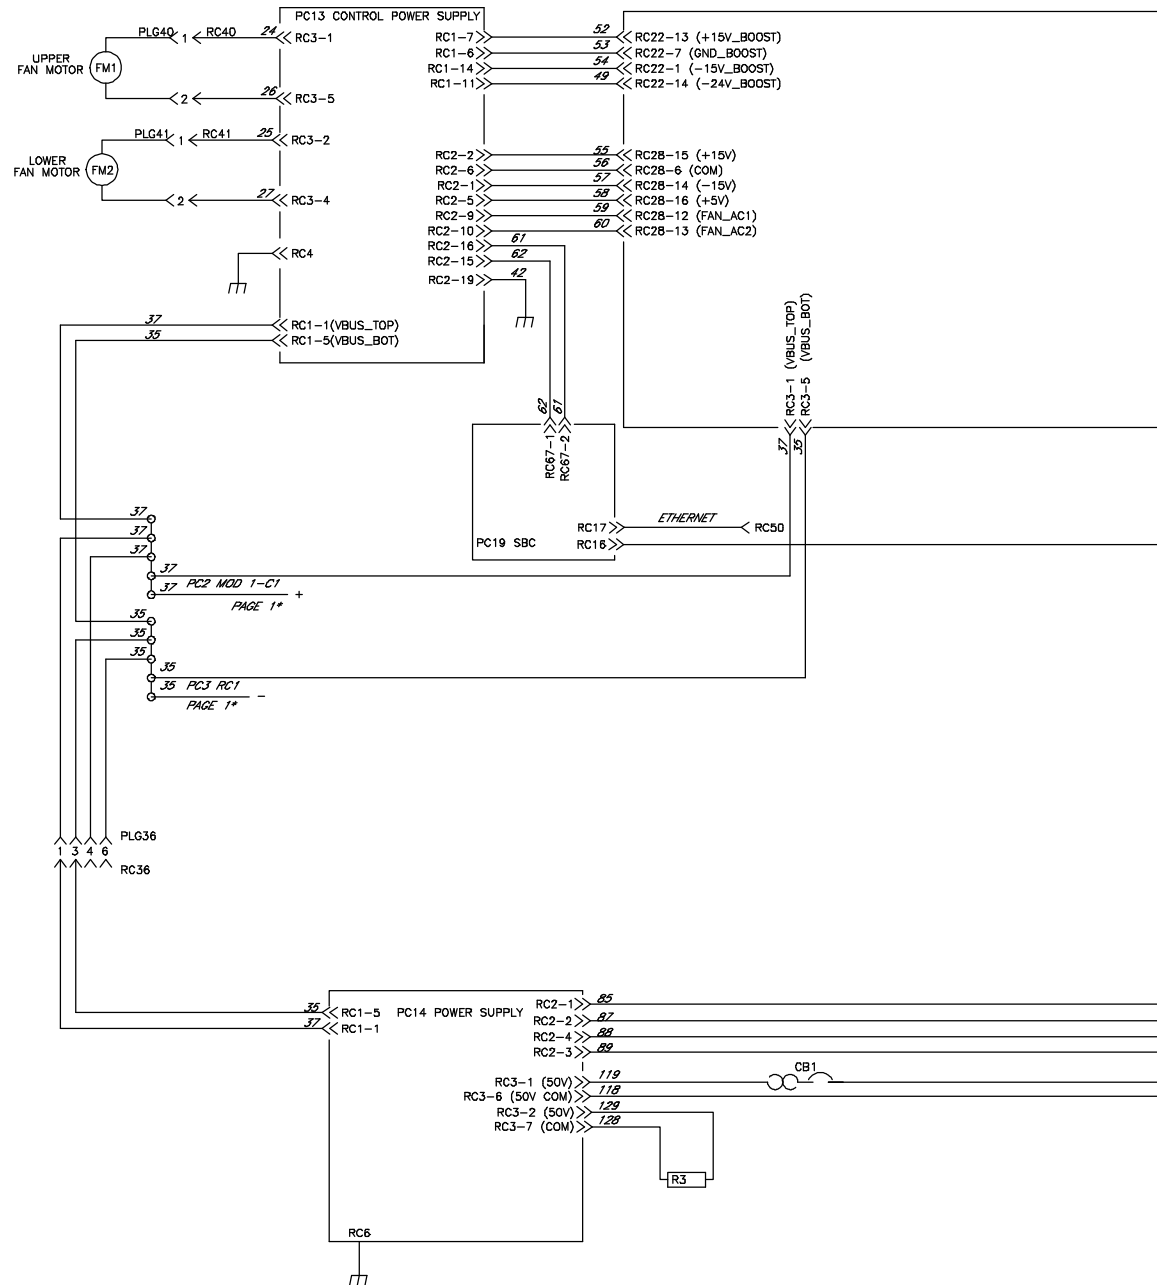 PC13 CONTROL POWER SUPPLY
PLG40 1 RC40 24 RC3-1
UPPER
FAN MOTOR FM1
2 26 RC3-5
PLG41 1 RC41 25 RC3-2
LOWER
FAN MOTOR FM2
2 27 RC3-4
RC4
37 RC1-1(VBUS_TOP)
35 RC1-5(VBUS_BOT)
RC1-7 52 RC22-13 (+15V_BOOST)
RC1-6 53 RC22-7 (GND_BOOST)
RC1-14 54 RC22-1 (-15V_BOOST)
RC1-11 49 RC22-14 (-24V_BOOST)
RC2-2 55 RC28-15 (+15V)
RC2-6 56 RC28-6 (COM)
RC2-1 57 RC28-14 (-15V)
RC2-5 58 RC28-16 (+5V)
RC2-9 59 RC28-12 (FAN_AC1)
RC2-10 60 RC28-13 (FAN_AC2)
RC2-16 61
RC2-15 62
RC2-19 42
RC3-1 (VBUS_TOP)
RC3-5 (VBUS_BOT)
37
35
62
61
RC67-1
RC67-2
RC17 ETHERNET RC50
PC19 SBC RC16
37
37
37
37
37 PC2 MOD 1-C1 +
PAGE 1*
35
35
35
35
35 PC3 RC1 -
PAGE 1*
PLG36
1 3 4 6
RC36
35 RC1-5 PC14 POWER SUPPLY
37 RC1-1
RC2-1 85
RC2-2 87
RC2-4 88
RC2-3 89
RC3-1 (50V) 119 CB1
RC3-6 (50V COM) 118
RC3-2 (50V) 129
RC3-7 (COM) 128
R3
RC6